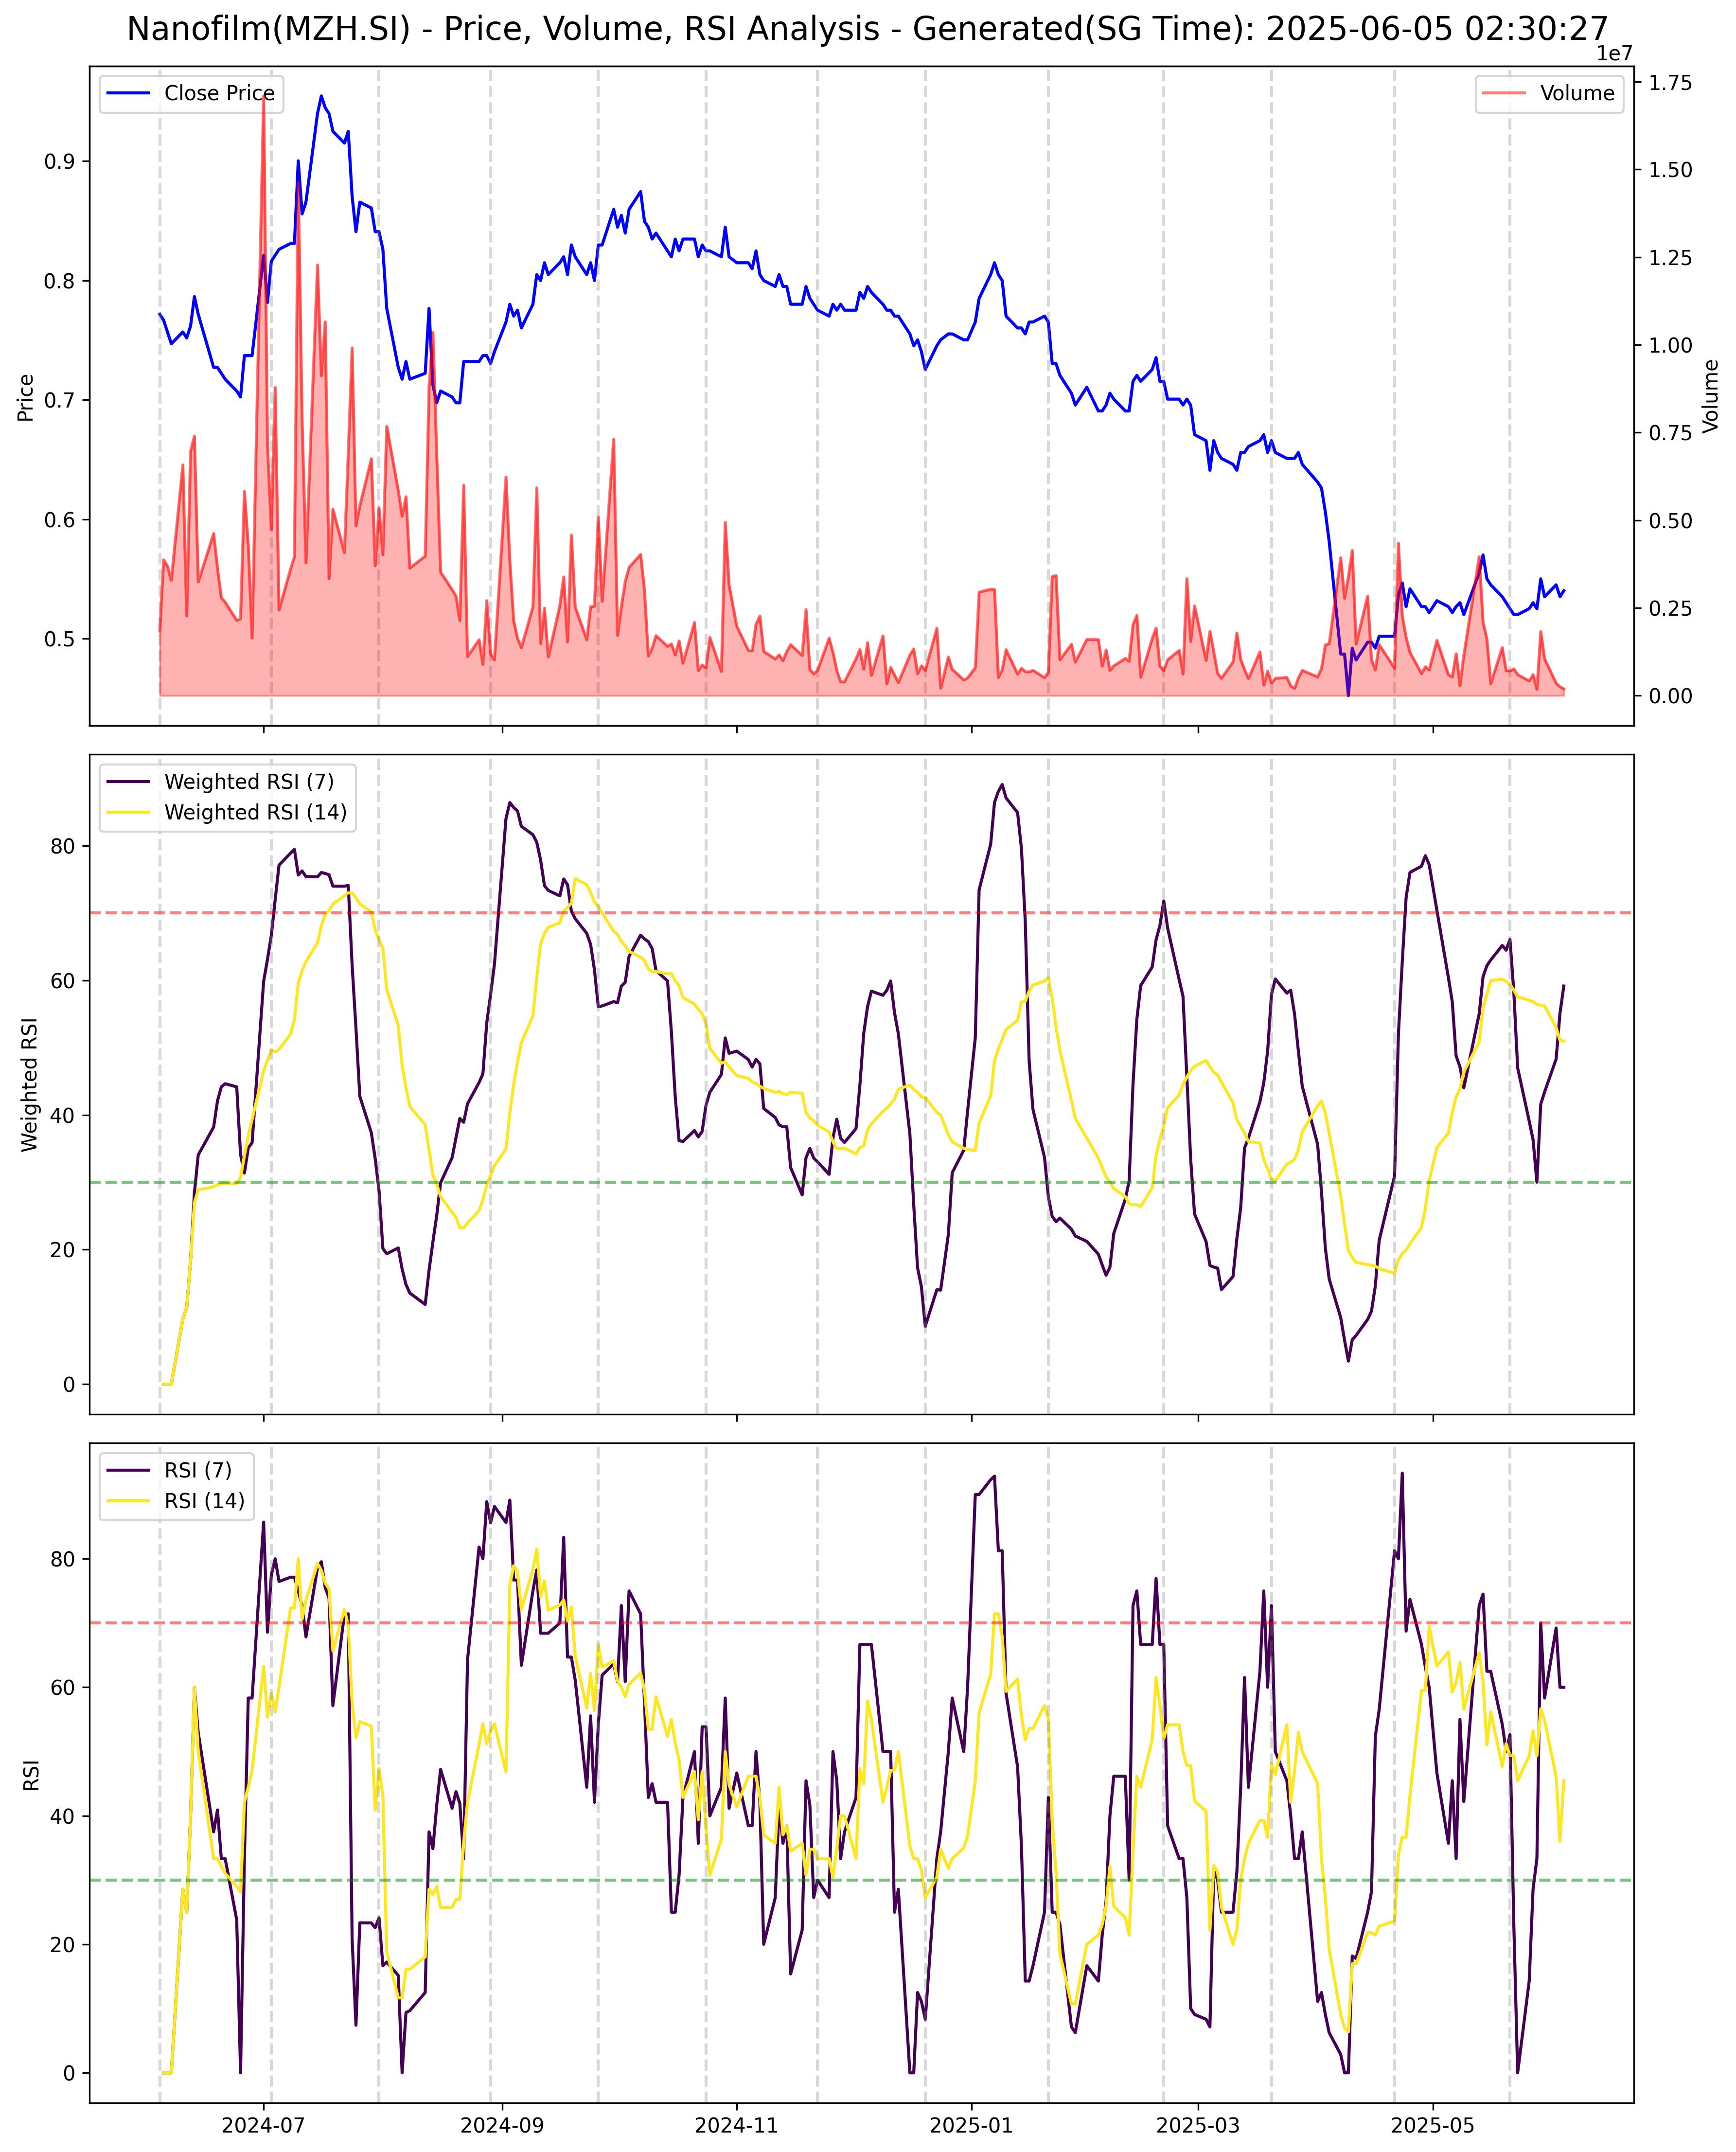 Nanofilm(MZH.SI) - Price, Volume, RSI Analysis - Generated(SG Time): 2025-06-05 02:30:27
1e7
Close Price
Volume
0.9
0.8
0.7
0.6
0.5
Price
1.75
1.50
1.25
1.00
0.75
0.50
0.25
0.00
Volume
Weighted RSI (7)
Weighted RSI (14)
80
60
40
20
0
Weighted RSI
RSI (7)
RSI (14)
80
60
40
20
0
RSI
2024-07
2024-09
2024-11
2025-01
2025-03
2025-05